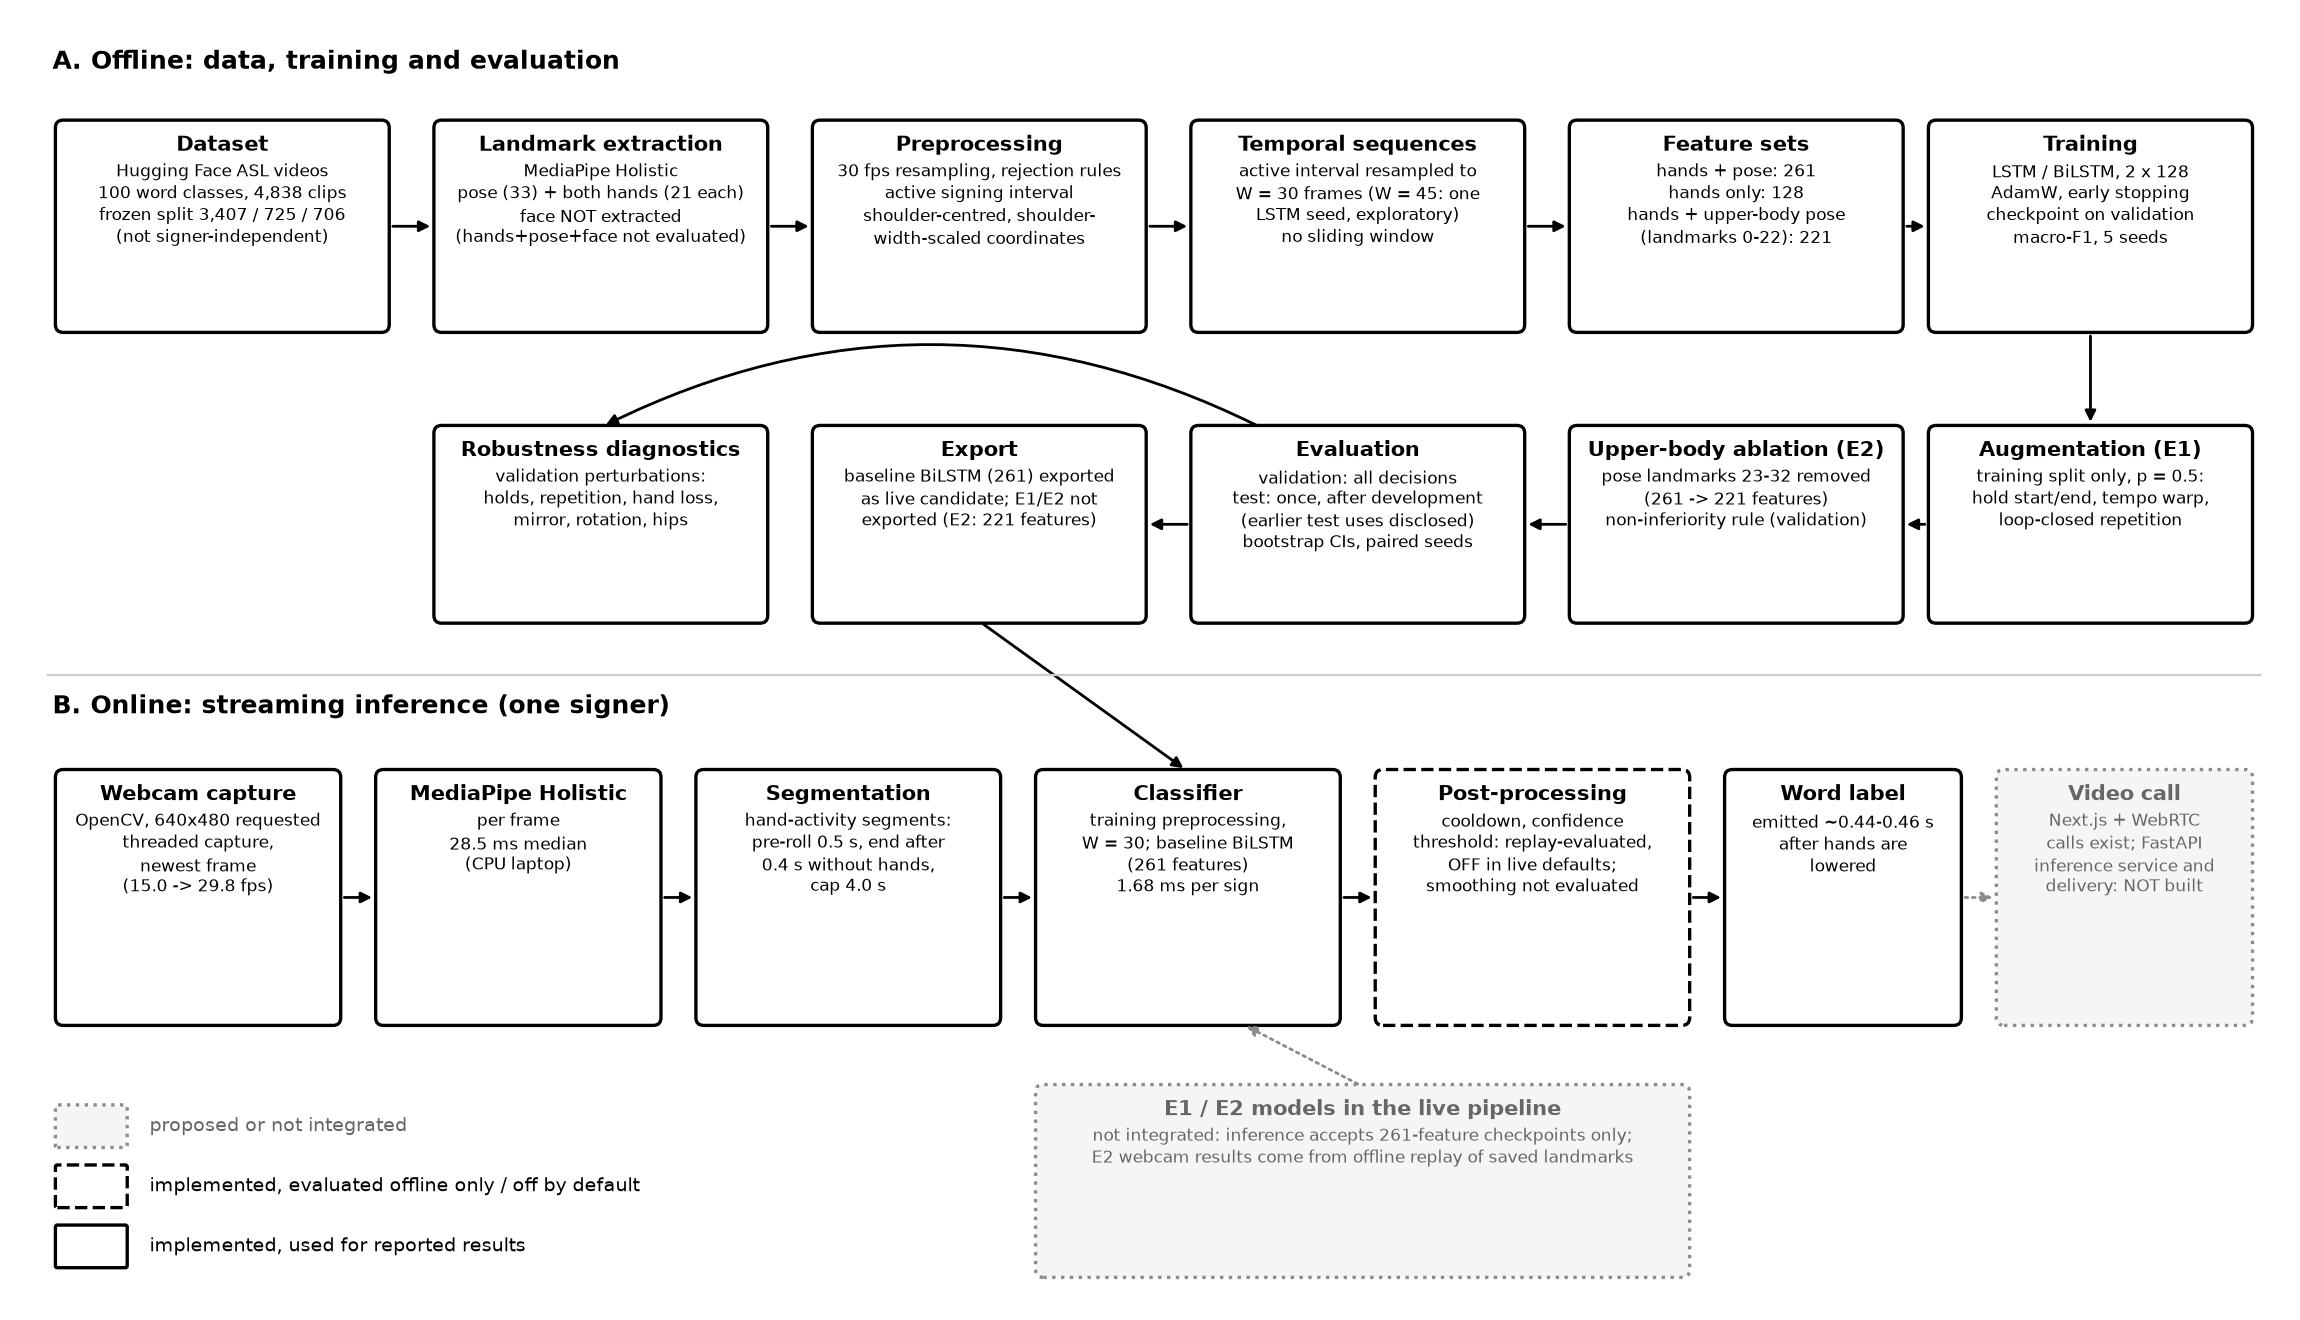 A. Offline: data, training and evaluation
Dataset
Hugging Face ASL videos
100 word classes, 4,838 clips
frozen split 3,407 / 725 / 706
(not signer-independent)
Landmark extraction
MediaPipe Holistic
pose (33) + both hands (21 each)
face NOT extracted
(hands+pose+face not evaluated)
Preprocessing
30 fps resampling, rejection rules
active signing interval
shoulder-centred, shoulder-
width-scaled coordinates
Temporal sequences
active interval resampled to
W = 30 frames (W = 45: one
LSTM seed, exploratory)
no sliding window
Feature sets
hands + pose: 261
hands only: 128
hands + upper-body pose
(landmarks 0-22): 221
Training
LSTM / BiLSTM, 2 x 128
AdamW, early stopping
checkpoint on validation
macro-F1, 5 seeds
Robustness diagnostics
validation perturbations:
holds, repetition, hand loss,
mirror, rotation, hips
Export
baseline BiLSTM (261) exported
as live candidate; E1/E2 not
exported (E2: 221 features)
Evaluation
validation: all decisions
test: once, after development
(earlier test uses disclosed)
bootstrap CIs, paired seeds
Upper-body ablation (E2)
pose landmarks 23-32 removed
(261 -> 221 features)
non-inferiority rule (validation)
Augmentation (E1)
training split only, p = 0.5:
hold start/end, tempo warp,
loop-closed repetition
B. Online: streaming inference (one signer)
Webcam capture
OpenCV, 640x480 requested
threaded capture,
newest frame
(15.0 -> 29.8 fps)
MediaPipe Holistic
per frame
28.5 ms median
(CPU laptop)
Segmentation
hand-activity segments:
pre-roll 0.5 s, end after
0.4 s without hands,
cap 4.0 s
Classifier
training preprocessing,
W = 30; baseline BiLSTM
(261 features)
1.68 ms per sign
Post-processing
cooldown, confidence
threshold: replay-evaluated,
OFF in live defaults;
smoothing not evaluated
Word label
emitted ~0.44-0.46 s
after hands are
lowered
Video call
Next.js + WebRTC
calls exist; FastAPI
inference service and
delivery: NOT built
E1 / E2 models in the live pipeline
not integrated: inference accepts 261-feature checkpoints only;
E2 webcam results come from offline replay of saved landmarks
proposed or not integrated
implemented, evaluated offline only / off by default
implemented, used for reported results